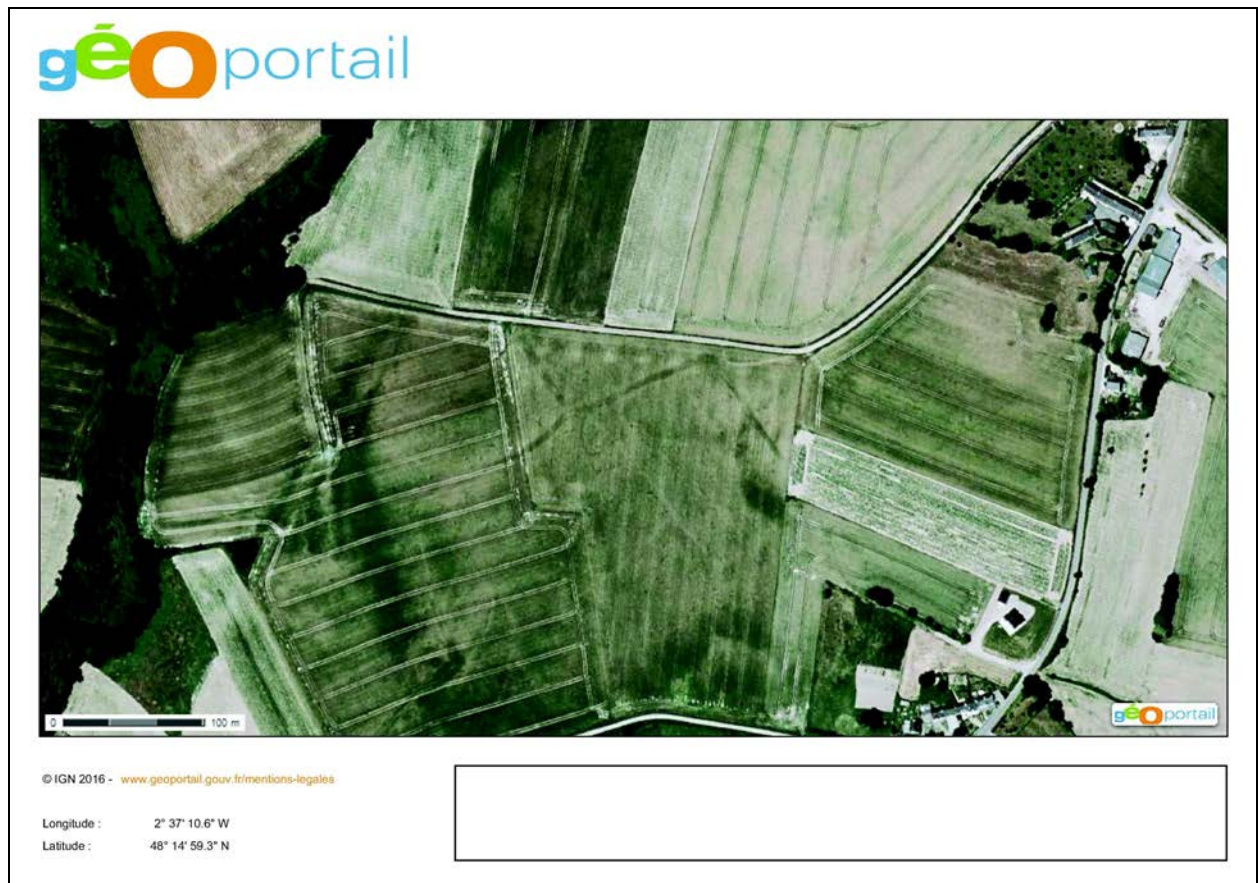 géOportail
0 100 m
géOportail
© IGN 2016 - www.geoportail.gouv.fr/mentions-legales
Longitude : 2° 37' 10.6" W
Latitude : 48° 14' 59.3" N